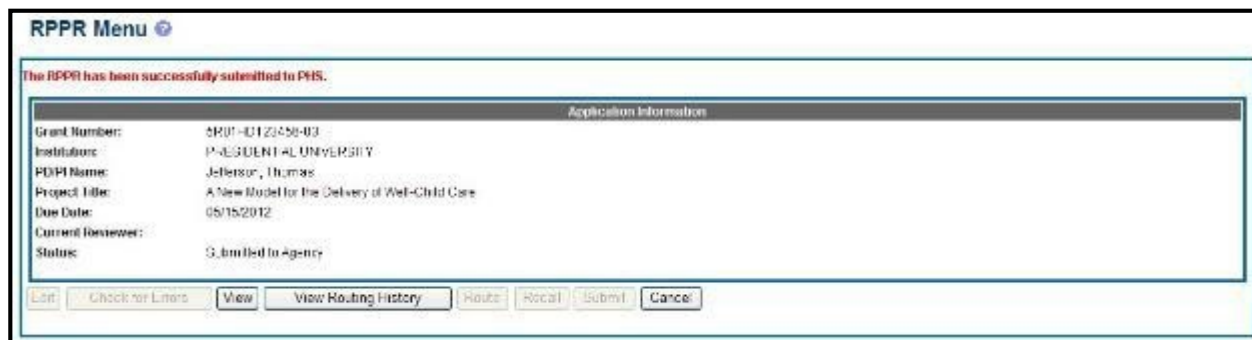 RPPR Menu
The RPPR has been successfully submitted to PHS.
Application Information
Grant Number: 5R01HD123456-03
Institution: PRESIDENTIAL UNIVERSITY
PD/PI Name: Jefferson, Thomas
Project Title: A New Model for the Delivery of Well-Child Care
Due Date: 05/15/2012
Current Reviewer:
Status: Submitted to Agency
Edit Check for Errors View View Routing History Route Recall Submit Cancel